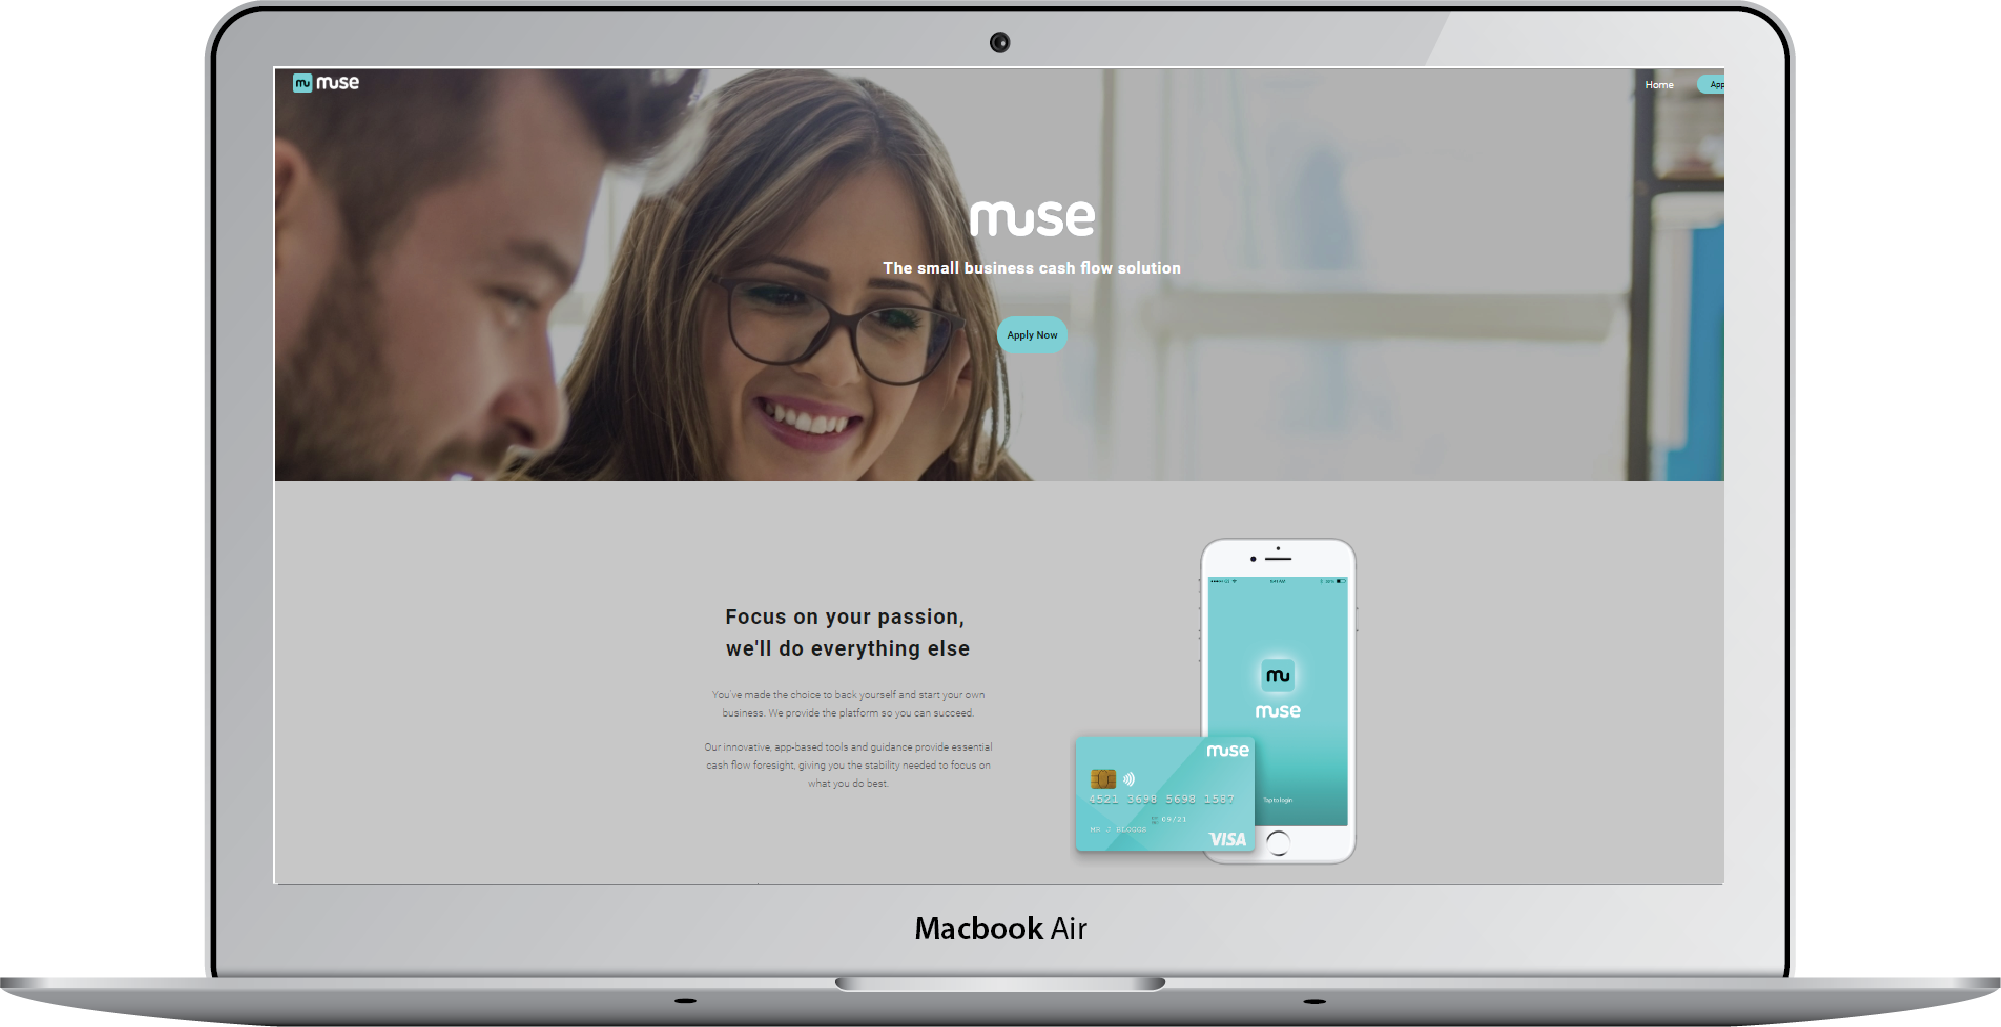 mu muse
Home
App
muse
The small business cash flow solution
Apply Now
Focus on your passion,
we'll do everything else
You've made the choice to back yourself and start your own
business. We provide the platform so you can succeed.
Our innovative, app-based tools and guidance provide essential
cash flow foresight, giving you the stability needed to focus on
what you do best.
9:41 AM
mu
muse
Tap to login
muse
4521 3698 5698 1587
09/21
MR J BLOGGS
VISA
Macbook Air